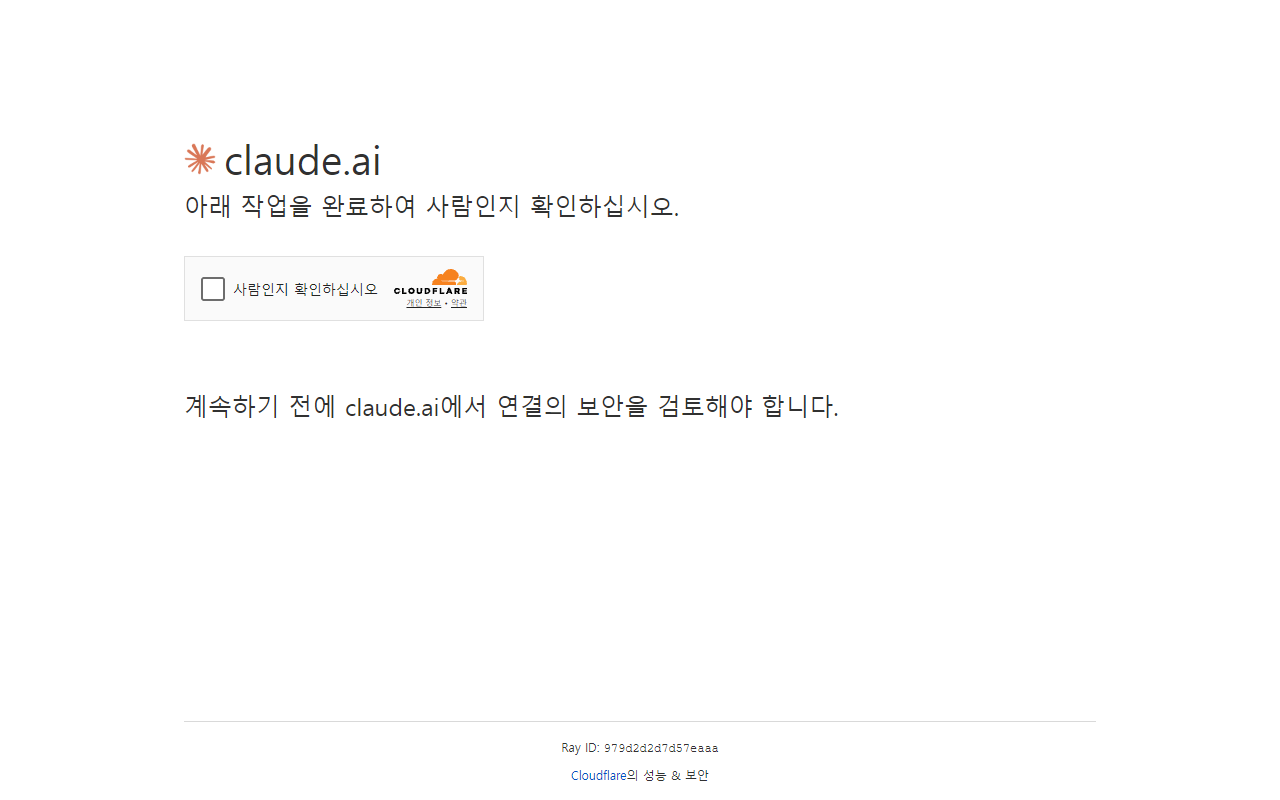 claude.ai
아래 작업을 완료하여 사람인지 확인하십시오.
사람인지 확인하십시오
CLOUDFLARE
개인 정보 • 약관
계속하기 전에 claude.ai에서 연결의 보안을 검토해야 합니다.
Ray ID: 979d2d2d7d57eaaa
Cloudflare의 성능 & 보안